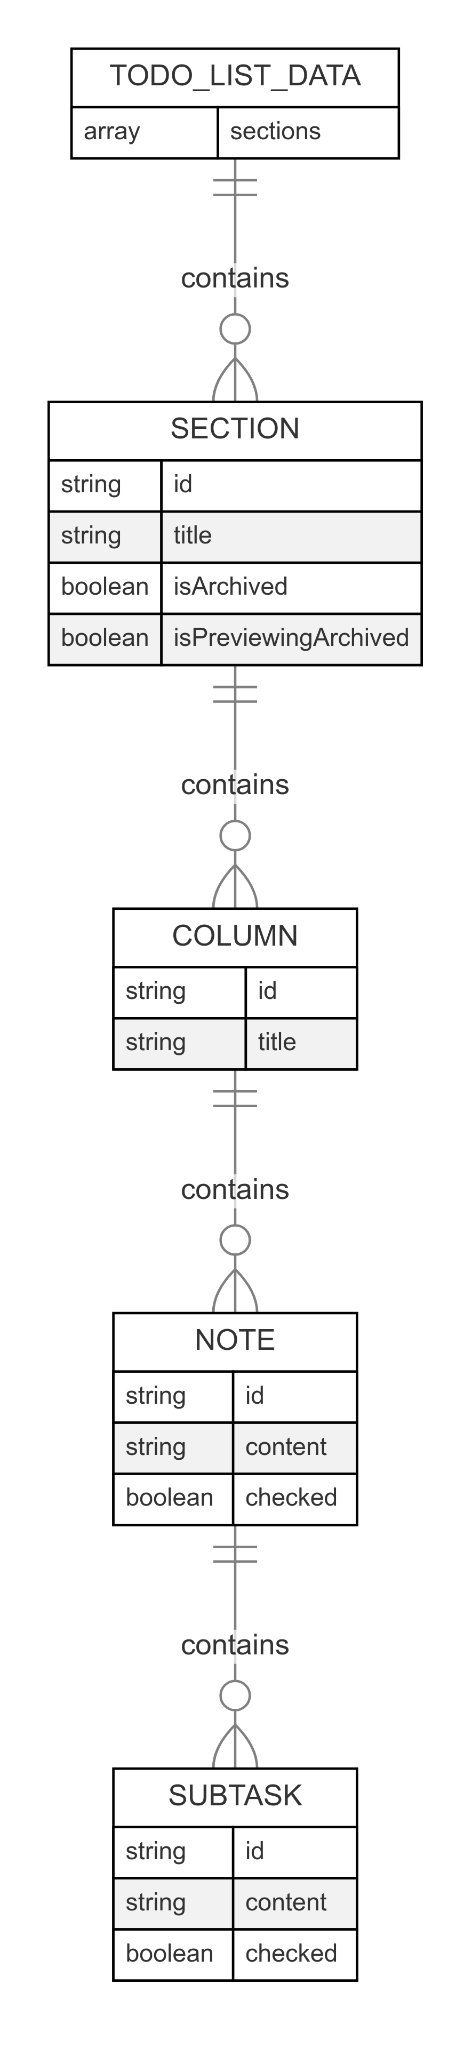 TODO_LIST_DATA
array sections
contains
SECTION
string id
string title
boolean isArchived
boolean isPreviewingArchived
contains
COLUMN
string id
string title
contains
NOTE
string id
string content
boolean checked
contains
SUBTASK
string id
string content
boolean checked